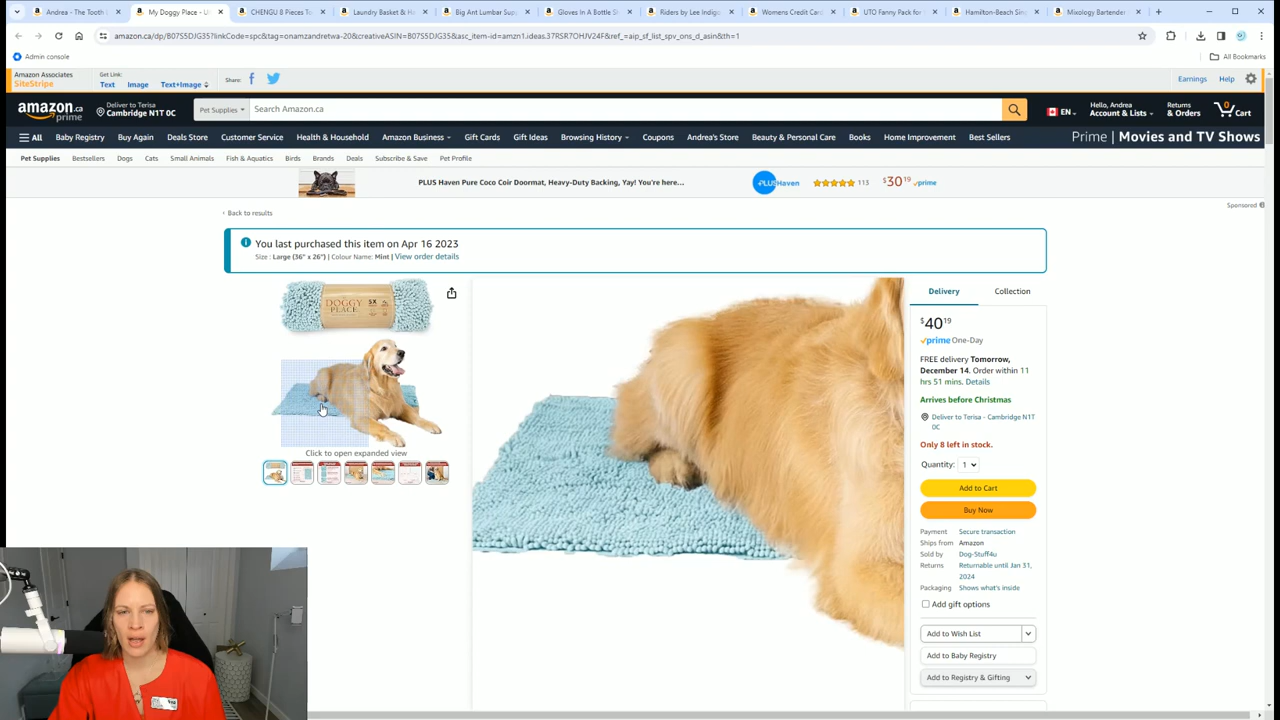 Andrea - The Tooth
My Doggy Place - U
CHENGU 8 Pieces To
Laundry Basket & H
Big Ant Lumbar Sup
Gloves In A Bottle S
Riders by Lee Indigo
Womens Credit Car
UTO Fanny Pack for
Hamilton-Beach Sin
Mixology Bartender
amazon.ca/dp/B07S5DJG35?linkCode=spc&tag=onamzandretwa-20&creativeASIN=B07S5DJG35&asc_item-id=amzn1.ideas.37RSR7OHJV24F&ref_=aip_sf_list_spv_ons_d_asin&th=1
Admin console
All Bookmarks
Amazon Associates
SiteStripe
Get Link:
Text Image Text+Image
Share:
Earnings Help
amazon.ca
prime
Deliver to Terisa
Cambridge N1T 0C
Pet Supplies
Search Amazon.ca
EN
Hello, Andrea
Account & Lists
Returns
& Orders
0
Cart
All Baby Registry Buy Again Deals Store Customer Service Health & Household Amazon Business Gift Cards Gift Ideas Browsing History Coupons Andrea's Store Beauty & Personal Care Books Home Improvement Best Sellers
Prime | Movies and TV Shows
Pet Supplies Bestsellers Dogs Cats Small Animals Fish & Aquatics Birds Brands Deals Subscribe & Save Pet Profile
PLUS Haven Pure Coco Coir Doormat, Heavy-Duty Backing, Yay! You're here...
PLUSHaven
113
$30 19 prime
Sponsored
‹ Back to results
You last purchased this item on Apr 16 2023
Size : Large (36" x 26") | Colour Name: Mint | View order details
DOGGY
PLACE
5X
Click to open expanded view
Delivery
Collection
$40 19
prime One-Day
FREE delivery Tomorrow,
December 14. Order within 11
hrs 51 mins. Details
Arrives before Christmas
Deliver to Terisa - Cambridge N1T
0C
Only 8 left in stock.
Quantity: 1
Add to Cart
Buy Now
Payment Secure transaction
Ships from Amazon
Sold by Dog-Stuff4u
Returns Returnable until Jan 31,
2024
Packaging Shows what's inside
Add gift options
Add to Wish List
Add to Baby Registry
Add to Registry & Gifting